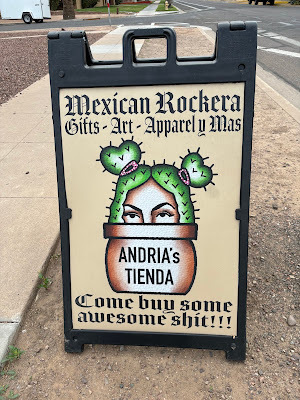 Mexican Rockera
Gifts - Art - Apparel y Mas
ANDRIA's
TIENDA
Come buy some
awesome shit!!!